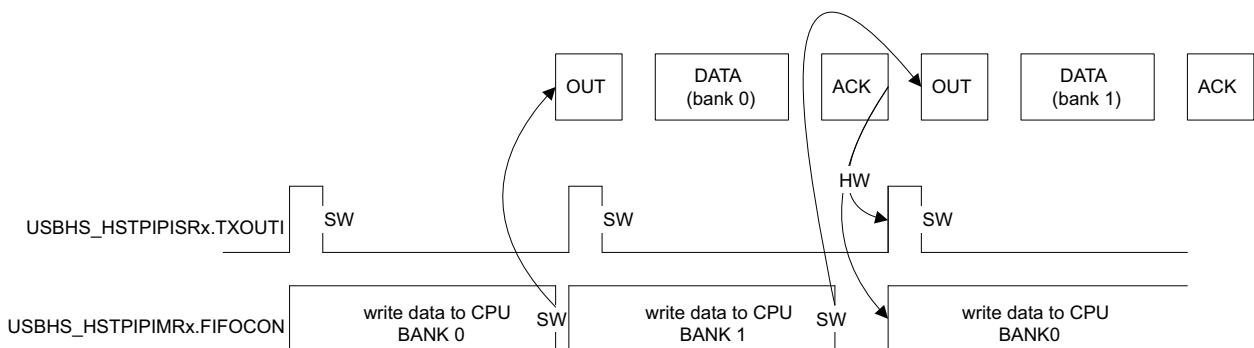 OUT
DATA
(bank 0)
ACK
OUT
DATA
(bank 1)
ACK
HW
USBHS_HSTPIPISRx.TXOUTI
SW
SW
SW
USBHS_HSTPIPIMRx.FIFOCON
write data to CPU
BANK 0
SW
write data to CPU
BANK 1
SW
write data to CPU
BANK0